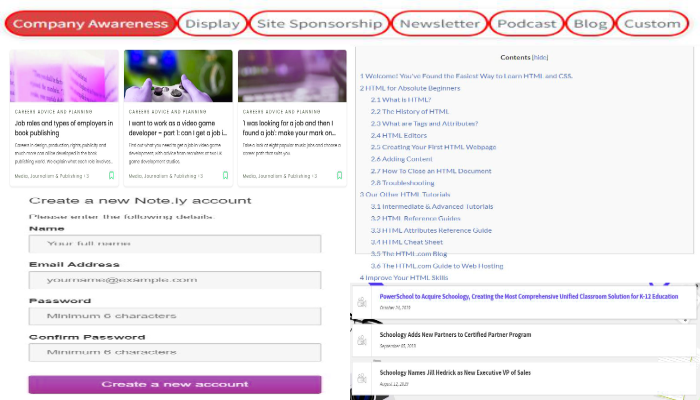 Company Awareness Display Site Sponsorship Newsletter Podcast Blog Custom
CAREERS ADVICE AND PLANNING
Job roles and types of employers in
book publishing
Careers in design, production, rights, publicity and
much more can all be developed in the book
publishing world. We explain what each job involves...
Media, Journalism & Publishing • 3
CAREERS ADVICE AND PLANNING
I want to work as a video game
developer – part 1: can I get a job i...
Find out what you need to get a job in video game
development, with advice from recruiters at two UK
game development studios.
Media, Journalism & Publishing • 3
CAREERS ADVICE AND PLANNING
'I was looking for a job and then I
found a job': make your mark on...
Take a look at eight popular music jobs and choose a
career path that suits you.
Media, Journalism & Publishing • 3
Create a new Note.ly account
Please enter the following details.
Name
Your full name
Email Address
yourname@example.com
Password
Minimum 6 characters
Confirm Password
Minimum 6 characters
Create a new account
Contents [hide]
1 Welcome! You've Found the Easiest Way to Learn HTML and CSS.
2 HTML for Absolute Beginners
2.1 What Is HTML?
2.2 The History of HTML
2.3 What are Tags and Attributes?
2.4 HTML Editors
2.5 Creating Your First HTML Webpage
2.6 Adding Content
2.7 How To Close an HTML Document
2.8 Troubleshooting
3 Our Other HTML Tutorials
3.1 Intermediate & Advanced Tutorials
3.2 HTML Reference Guides
3.3 HTML Attributes Reference Guide
3.4 HTML Cheat Sheet
3.5 The HTML.com Blog
3.6 The HTML.com Guide to Web Hosting
4 Improve Your HTML Skills
PowerSchool to Acquire Schoology, Creating the Most Comprehensive Unified Classroom Solution for K-12 Education
October 16, 2019
Schoology Adds New Partners to Certified Partner Program
September 02, 2019
Schoology Names Jill Hedrick as New Executive VP of Sales
August 12, 2019